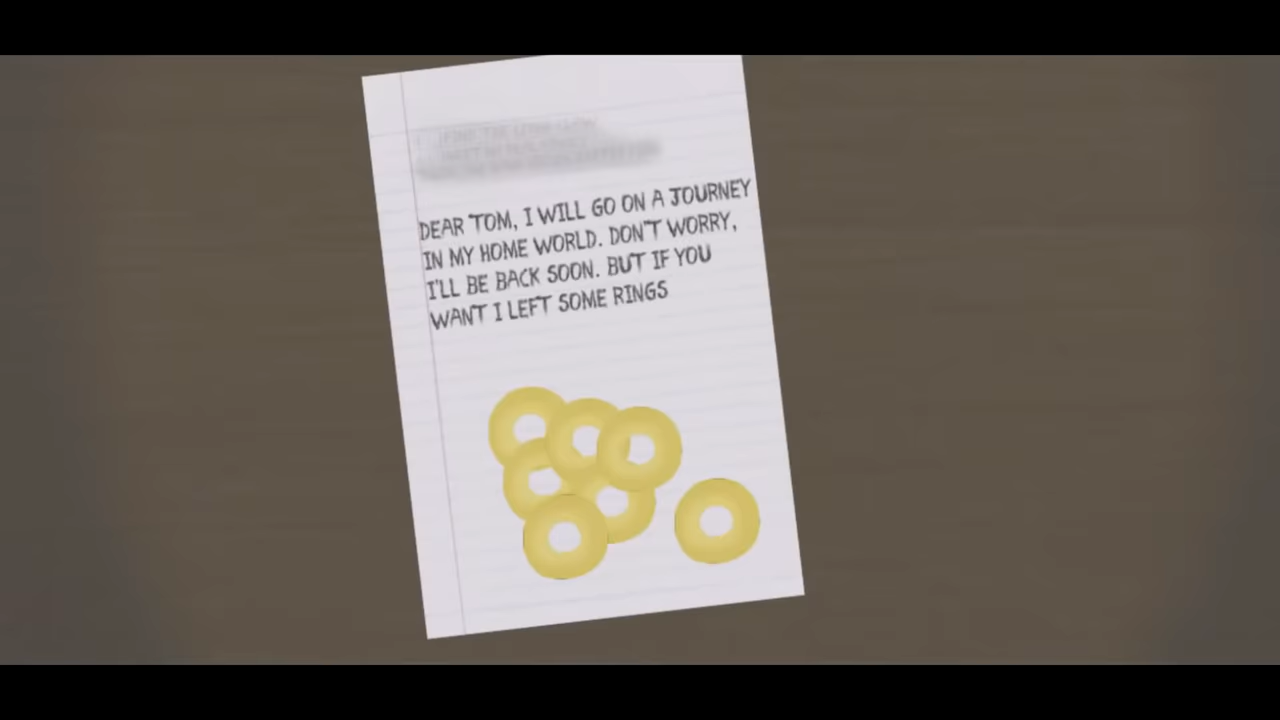 DEAR TOM, I WILL GO ON A JOURNEY
IN MY HOME WORLD. DON'T WORRY,
I'LL BE BACK SOON. BUT IF YOU
WANT I LEFT SOME RINGS